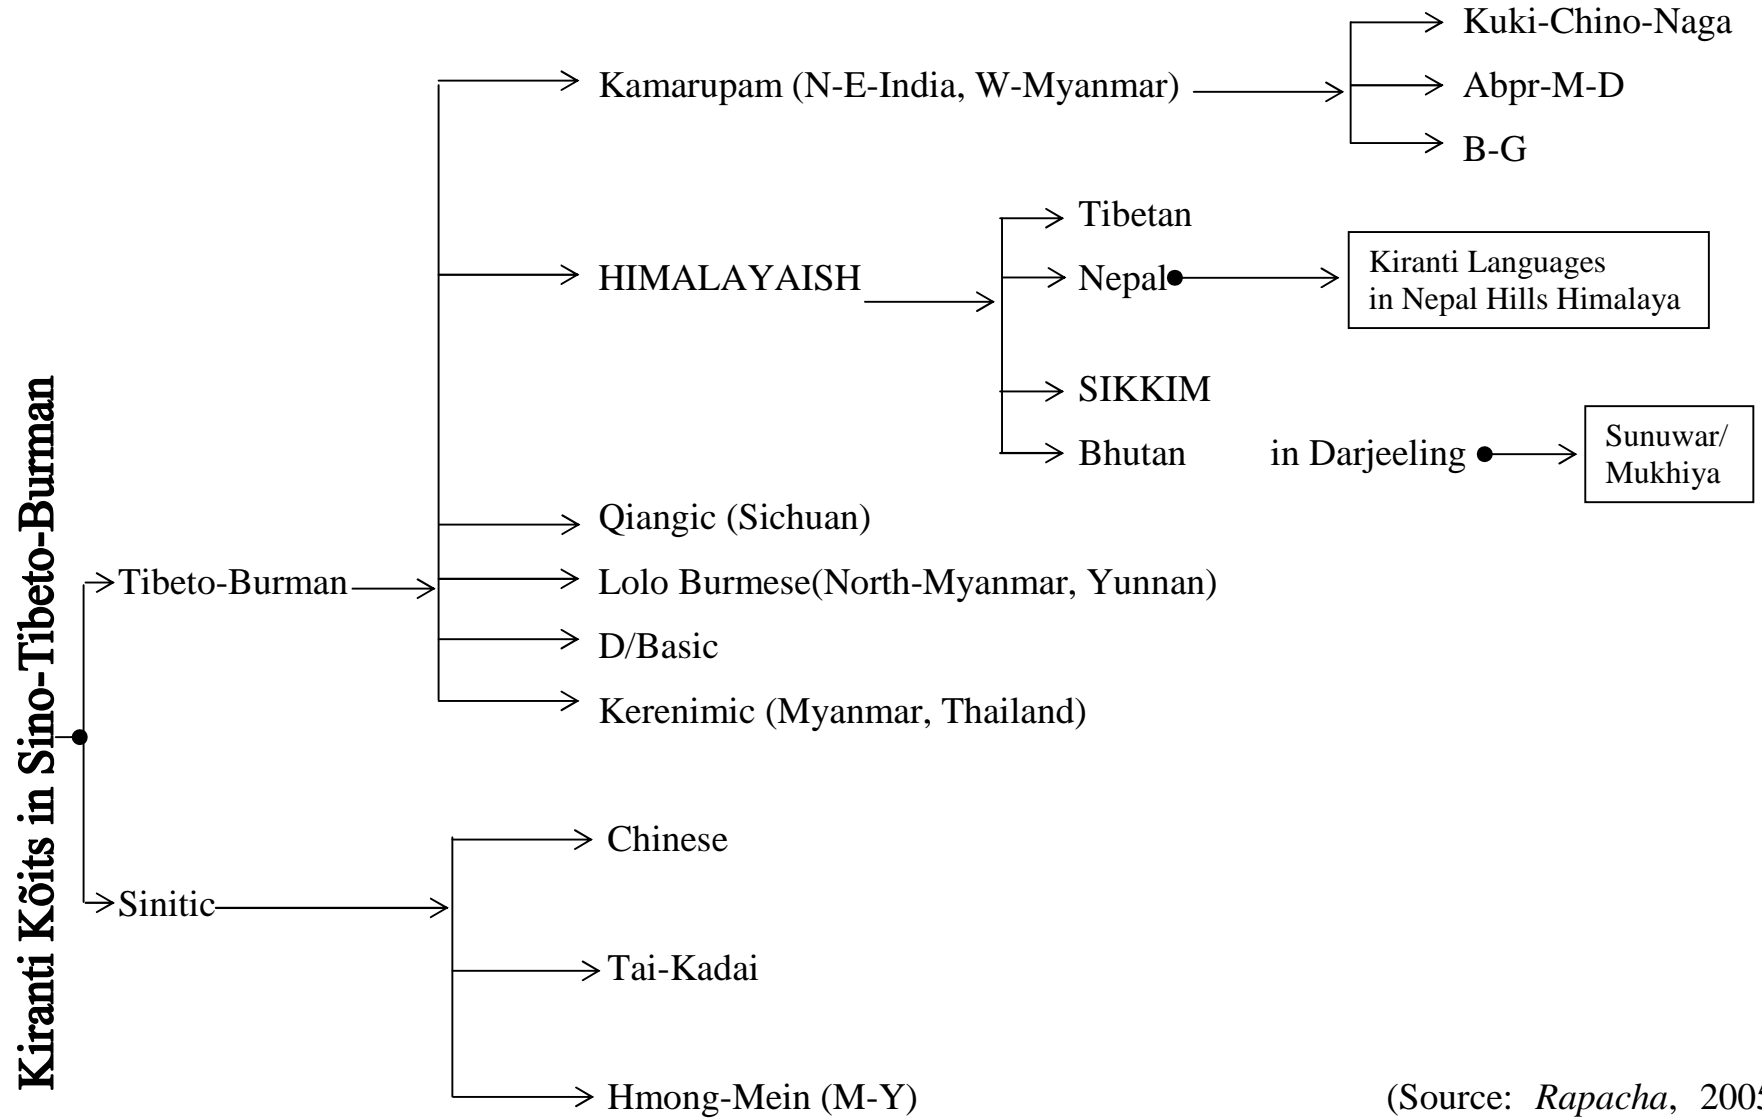 Kiranti Kõits in Sino-Tibeto-Burman
Kuki-Chino-Naga
Kamarupam (N-E-India, W-Myanmar)
Abpr-M-D
B-G
Tibetan
HIMALAYAISH
Nepal
Kiranti Languages
in Nepal Hills Himalaya
SIKKIM
Bhutan
in Darjeeling
Sunuwar/
Mukhiya
Qiangic (Sichuan)
Tibeto-Burman
Lolo Burmese(North-Myanmar, Yunnan)
D/Basic
Kerenimic (Myanmar, Thailand)
Chinese
Sinitic
Tai-Kadai
Hmong-Mein (M-Y)
(Source: Rapacha, 2005